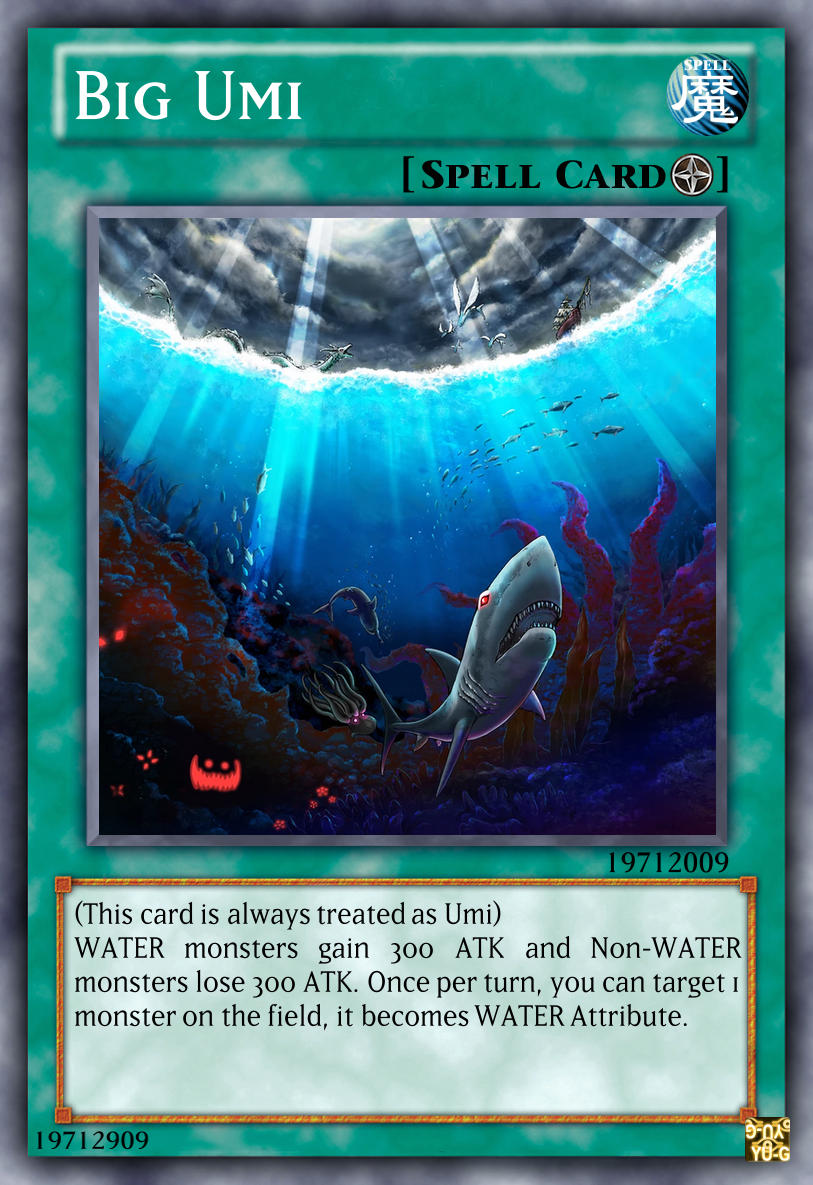 Big Umi
SPELL
魔
[Spell Card]
19712009
(This card is always treated as Umi)
WATER monsters gain 300 ATK and Non-WATER
monsters lose 300 ATK. Once per turn, you can target 1
monster on the field, it becomes WATER Attribute.
19712909
YU-G